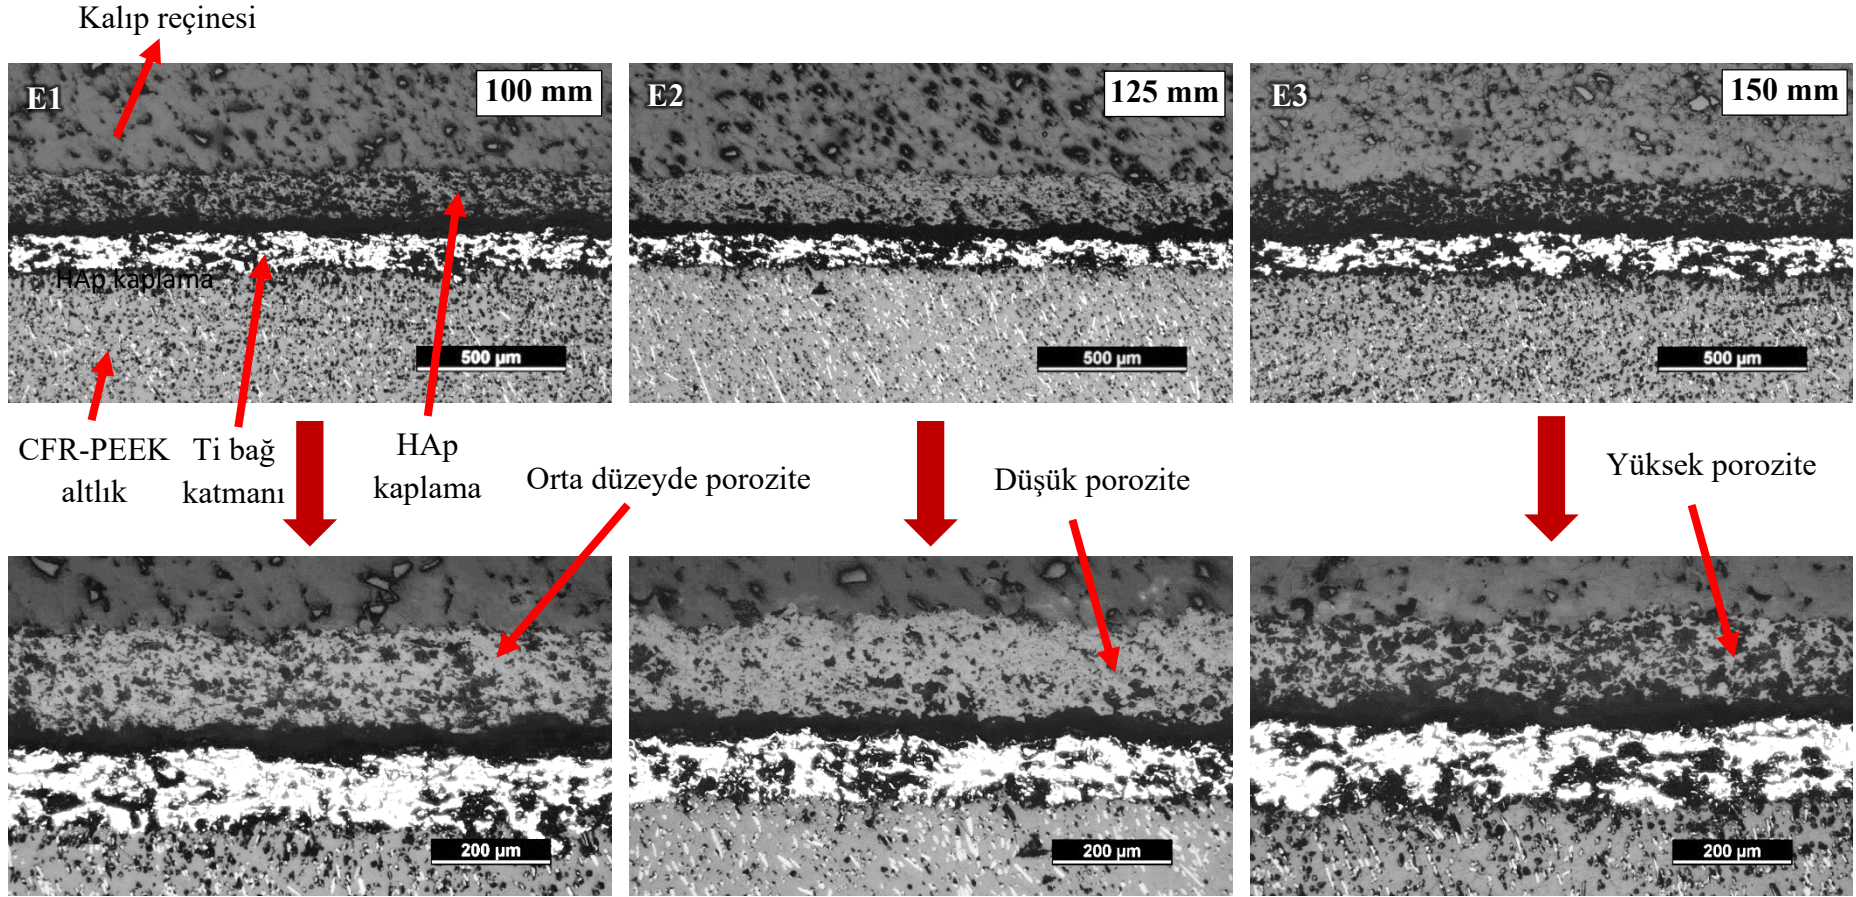 Kalıp reçinesi
E1
100 mm
E2
125 mm
E3
150 mm
HAp kaplama
500 µm
500 µm
500 µm
CFR-PEEK
altlık
Ti bağ
katmanı
HAp
kaplama
Orta düzeyde porozite
Düşük porozite
Yüksek porozite
200 µm
200 µm
200 µm